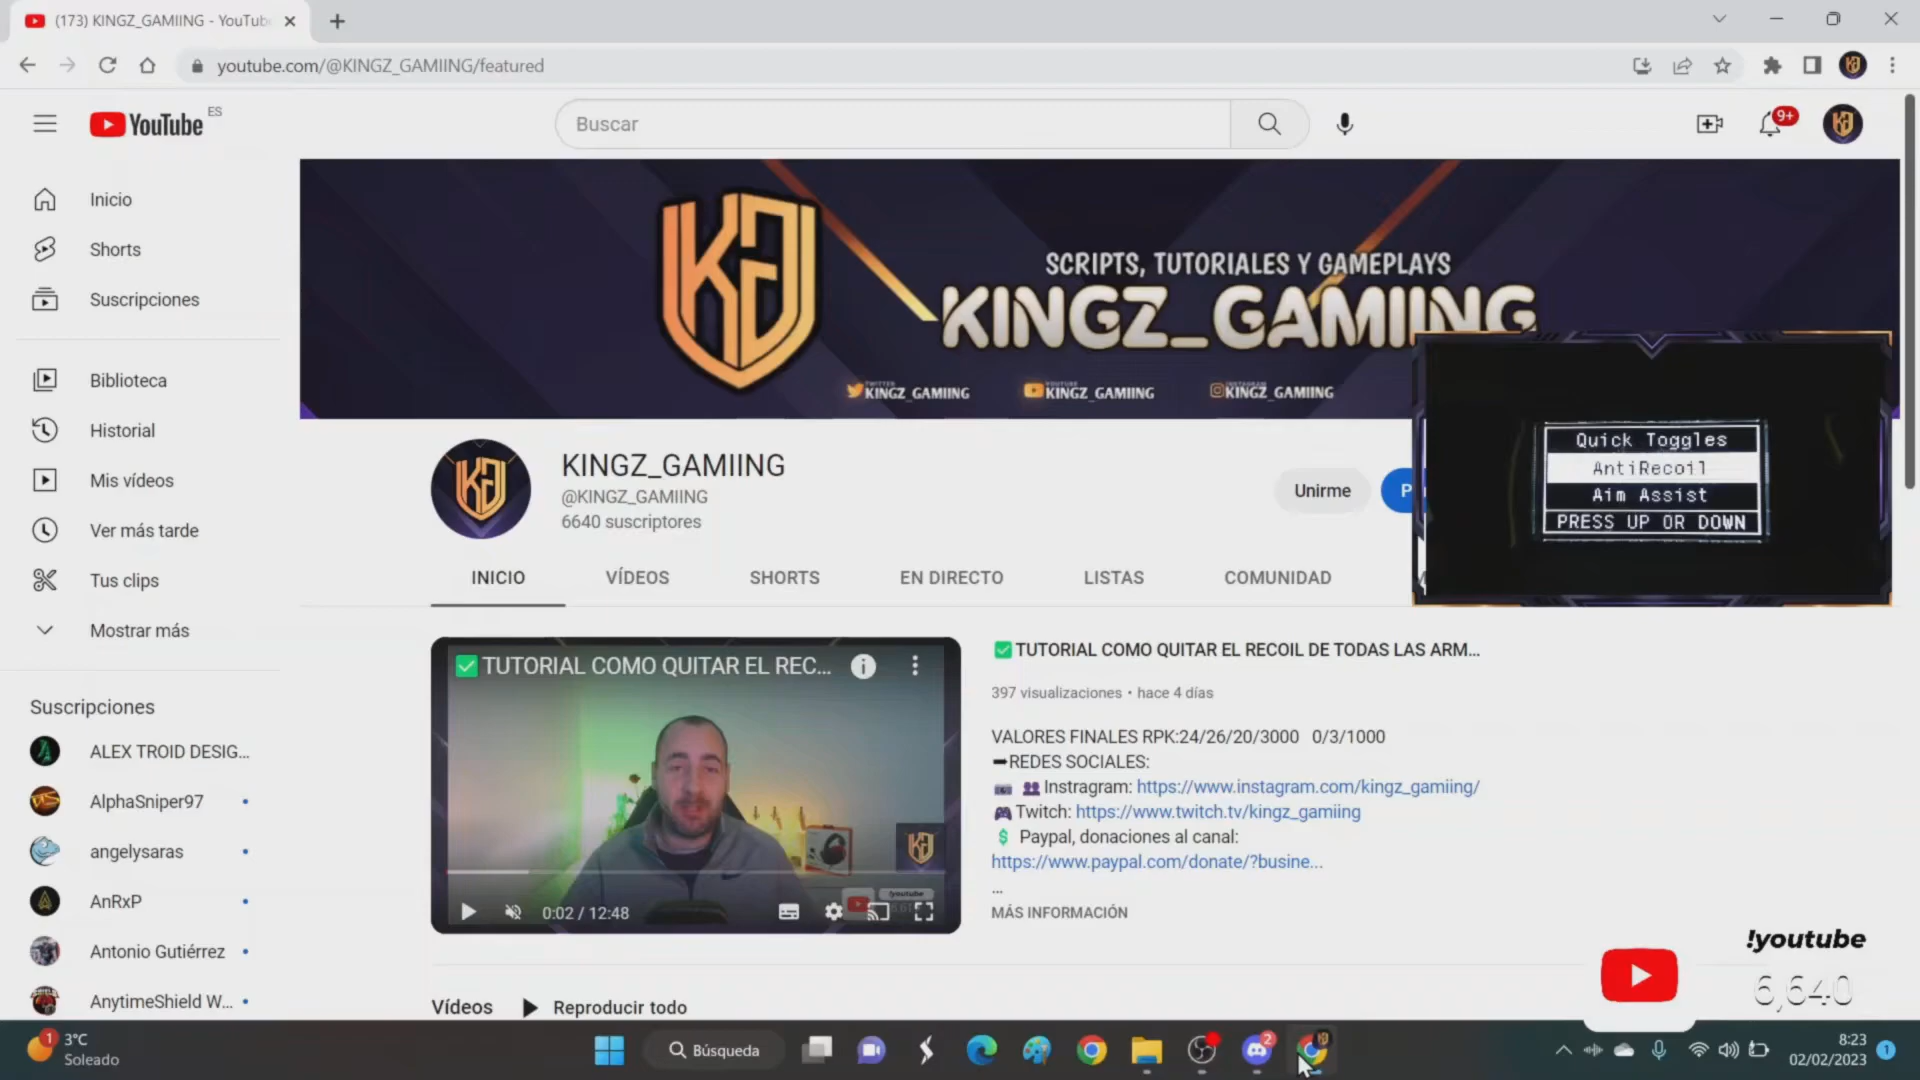 (173) KINGZ_GAMIING - YouTub
youtube.com/@KINGZ_GAMIING/featured
YouTube ES
Buscar
9+
Inicio
Shorts
Suscripciones
Biblioteca
Historial
Mis vídeos
Ver más tarde
Tus clips
Mostrar más
Suscripciones
ALEX TROID DESIG...
AlphaSniper97
angelysaras
AnRxP
Antonio Gutiérrez
AnytimeShield W...
SCRIPTS, TUTORIALES Y GAMEPLAYS
KINGZ_GAMIING
TWITTER
KINGZ_GAMIING
YOUTUBE
KINGZ_GAMIING
INSTAGRAM
KINGZ_GAMIING
KINGZ_GAMIING
@KINGZ_GAMIING
6640 suscriptores
Unirme
P
Quick Toggles
AntiRecoil
Aim Assist
PRESS UP OR DOWN
INICIO
VÍDEOS
SHORTS
EN DIRECTO
LISTAS
COMUNIDAD
✅TUTORIAL COMO QUITAR EL REC...
0:02 / 12:48
✅TUTORIAL COMO QUITAR EL RECOIL DE TODAS LAS ARM...
397 visualizaciones • hace 4 días
VALORES FINALES RPK:24/26/20/3000 0/3/1000
➖REDES SOCIALES:
📷 👥Instragram: https://www.instagram.com/kingz_gamiing/
🎮Twitch: https://www.twitch.tv/kingz_gamiing
💲 Paypal, donaciones al canal:
https://www.paypal.com/donate/?busine...
...
MÁS INFORMACIÓN
Vídeos
Reproducir todo
!youtube
6,640
1
3°C
Soleado
Búsqueda
2
8:23
02/02/2023
1